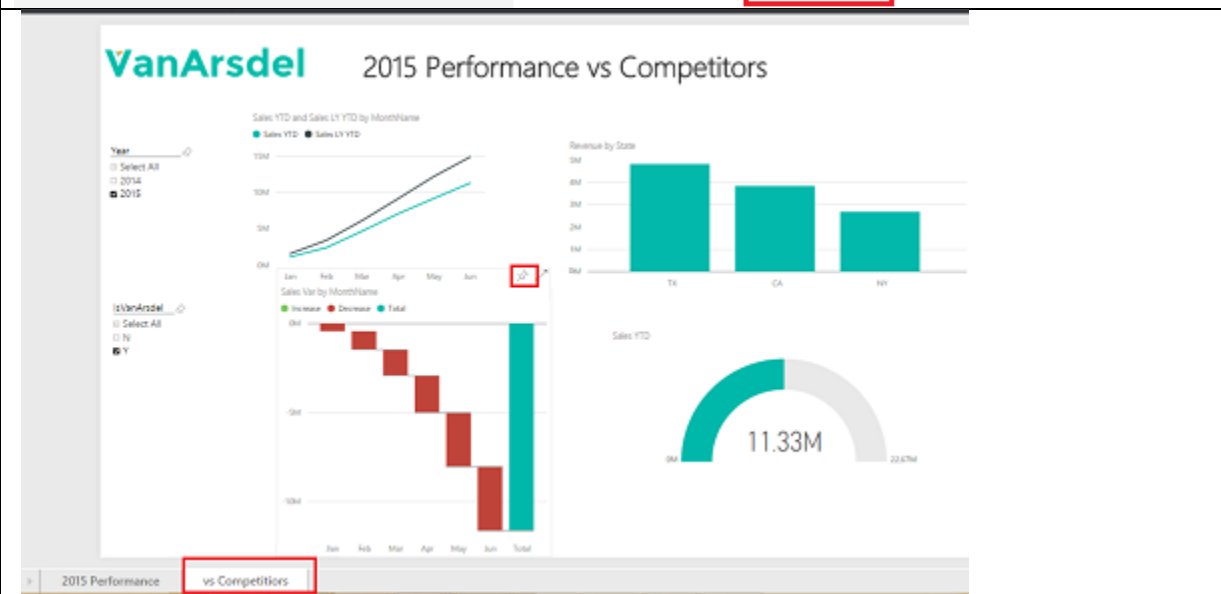 VanArsdel
2015 Performance vs Competitors
Sales YTD and Sales LY YTD by MonthName
Sales YTD Sales LY YTD
15M
10M
5M
0M
Jan Feb Mar Apr May Jun
Year
Select All
2014
2015
Revenue by State
5M
4M
3M
2M
1M
0M
TX CA NY
IsVanArsdel
Select All
N
Y
Sales Var by MonthName
Increase Decrease Total
0M
-5M
-10M
Jan Feb Mar Apr May Jun Total
Sales YTD
11.33M
0M
22.67M
2015 Performance
vs Competitiors